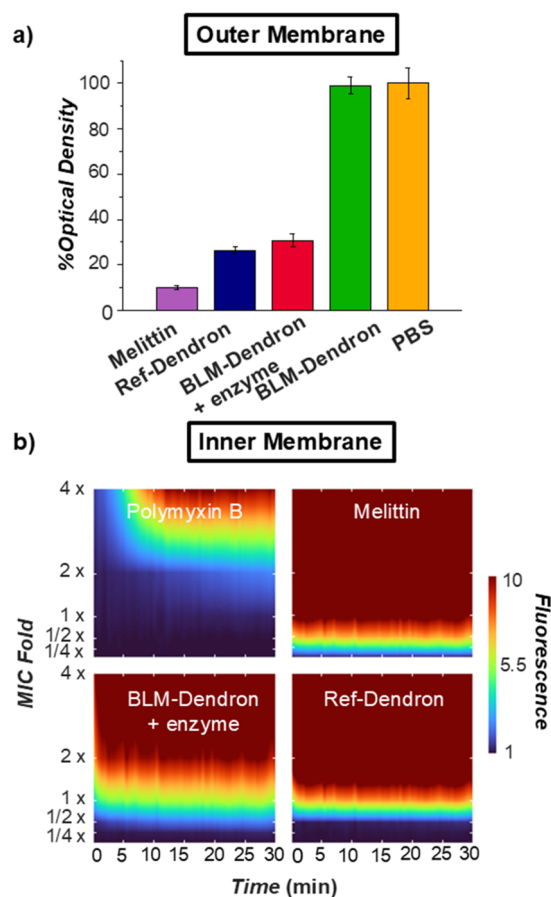 a)
Outer Membrane
%Optical Density
100
80
60
40
20
0
Melittin
Ref-Dendron
BLM-Dendron
+ enzyme
BLM-Dendron
PBS
b)
Inner Membrane
MIC Fold
4 x
2 x
1 x
1/2 x
1/4 x
Polymyxin B
Melittin
4 x
2 x
1 x
1/2 x
1/4 x
BLM-Dendron
+ enzyme
Ref-Dendron
10
5.5
1
Fluorescence
0 5 10 15 20 25 30
0 5 10 15 20 25 30
Time (min)